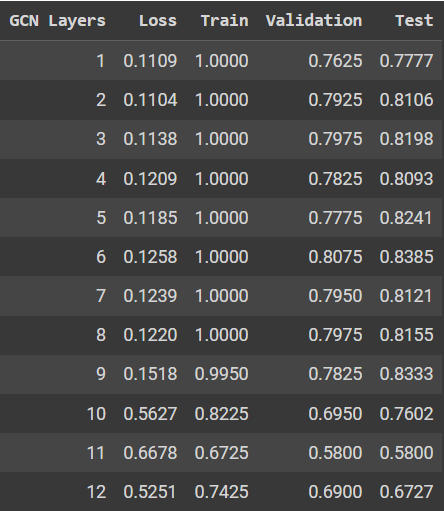 GCN Layers Loss Train Validation Test
1 0.1109 1.0000 0.7625 0.7777
2 0.1104 1.0000 0.7925 0.8106
3 0.1138 1.0000 0.7975 0.8198
4 0.1209 1.0000 0.7825 0.8093
5 0.1185 1.0000 0.7775 0.8241
6 0.1258 1.0000 0.8075 0.8385
7 0.1239 1.0000 0.7950 0.8121
8 0.1220 1.0000 0.7975 0.8155
9 0.1518 0.9950 0.7825 0.8333
10 0.5627 0.8225 0.6950 0.7602
11 0.6678 0.6725 0.5800 0.5800
12 0.5251 0.7425 0.6900 0.6727